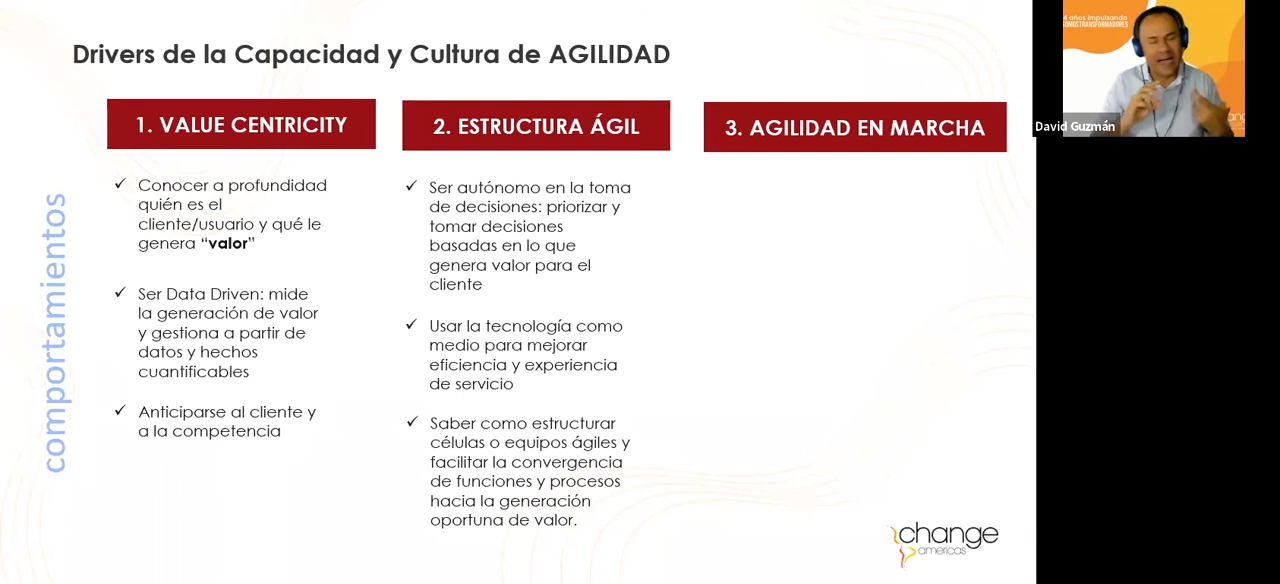 Drivers de la Capacidad y Cultura de AGILIDAD
1. VALUE CENTRICITY
2. ESTRUCTURA ÁGIL
3. AGILIDAD EN MARCHA
comportamientos
Conocer a profundidad
quién es el
cliente/usuario y qué le
genera “valor”
Ser Data Driven: mide
la generación de valor
y gestiona a partir de
datos y hechos
cuantificables
Anticiparse al cliente y
a la competencia
Ser autónomo en la toma
de decisiones: priorizar y
tomar decisiones
basadas en lo que
genera valor para el
cliente
Usar la tecnología como
medio para mejorar
eficiencia y experiencia
de servicio
Saber como estructurar
células o equipos ágiles y
facilitar la convergencia
de funciones y procesos
hacia la generación
oportuna de valor.
change
americas
4 años impulsando
SOMOSTRANSFORMADORES
David Guzmán